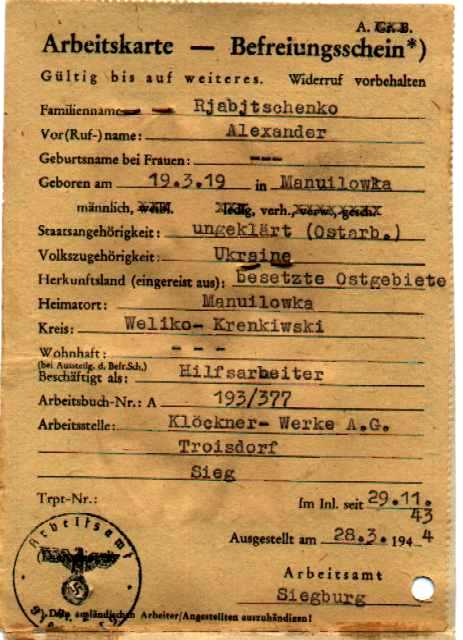 A. Gr. B.
Arbeitskarte — Befreiungsschein*)
Gültig bis auf weiteres. Widerruf vorbehalten
Familienname Rjabjtschenko
Vor(Ruf-)name: Alexander
Geburtsname bei Frauen: ---
Geboren am 19.3.19 in Manuilowka
männlich, weibl. ledig, verh., verw., gesch.
Staatsangehörigkeit: ungeklärt (Ostarb.)
Volkszugehörigkeit: Ukraine
Herkunftsland (eingereist aus): besetzte Ostgebiete
Heimatort: Manuilowka
Kreis: Weliko- Krenkiwski
Wohnhaft: - - -
(bei Ausstellg. d. Befr.Sch.)
Beschäftigt als: Hilfsarbeiter
Arbeitsbuch-Nr.: A 193/377
Arbeitsstelle: Klöckner- Werke A.G.
Troisdorf
Sieg
Trpt-Nr.: Im Inl. seit 29.11.
43
Ausgestellt am 28.3. 1944
Arbeitsamt
Arbeitsamt
Siegburg
Dem ausländischen Arbeiter/Angestellten auszuhändigen!